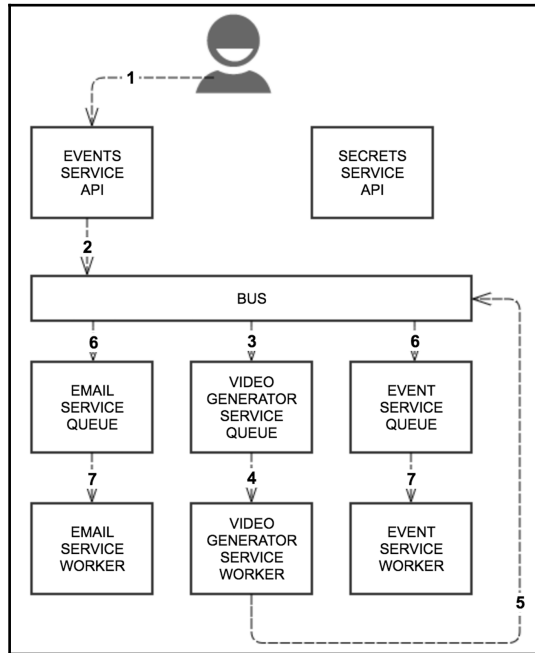 1
EVENTS
SERVICE
API
SECRETS
SERVICE
API
2
BUS
6
3
6
EMAIL
SERVICE
QUEUE
VIDEO
GENERATOR
SERVICE
QUEUE
EVENT
SERVICE
QUEUE
7
4
7
EMAIL
SERVICE
WORKER
VIDEO
GENERATOR
SERVICE
WORKER
EVENT
SERVICE
WORKER
5